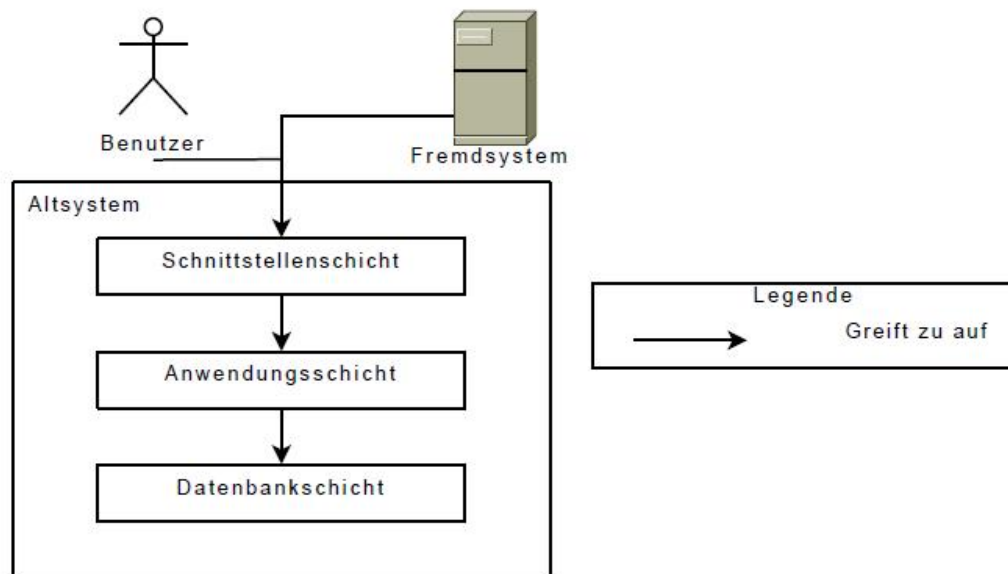 Benutzer
Fremdsystem
Altsystem
Schnittstellenschicht
Anwendungsschicht
Datenbankschicht
Legende
Greift zu auf